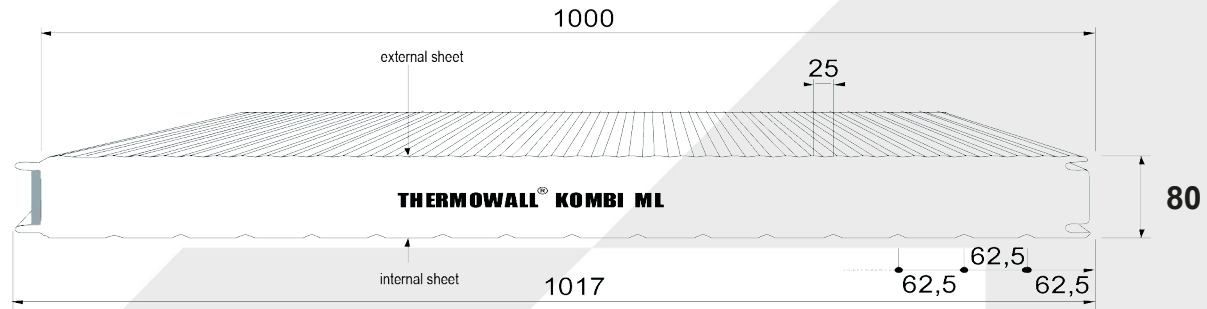 1000
external sheet
25
THERMOWALL® KOMBI ML
80
62,5
62,5 62,5
internal sheet
1017